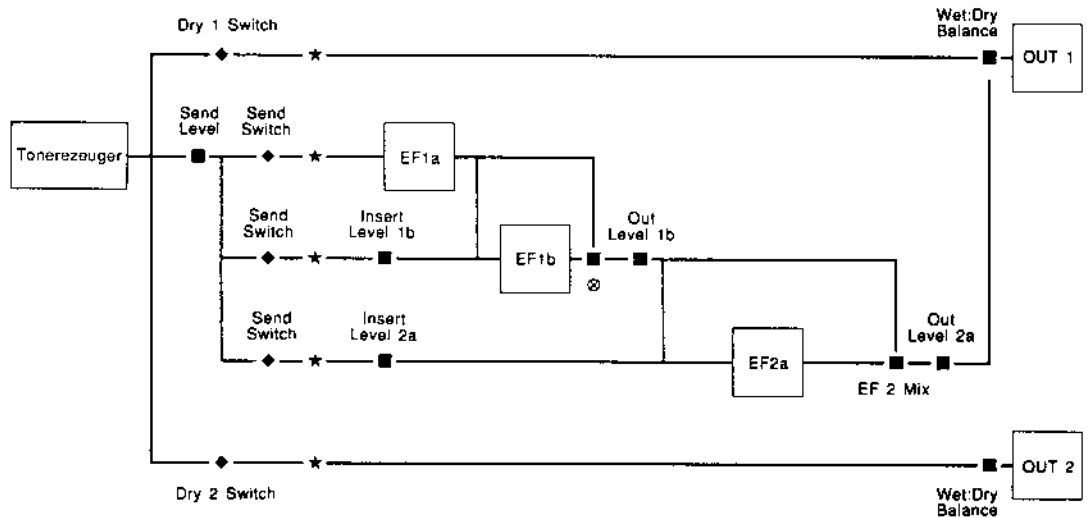 Dry 1 Switch
Wet:Dry
Balance
OUT 1
Send
Level
Send
Switch
Tonerezeuger
EF1a
Send
Switch
Insert
Level 1b
EF1b
Out
Level 1b
Send
Switch
Insert
Level 2a
EF2a
Out
Level 2a
EF 2 Mix
Dry 2 Switch
OUT 2
Wet:Dry
Balance